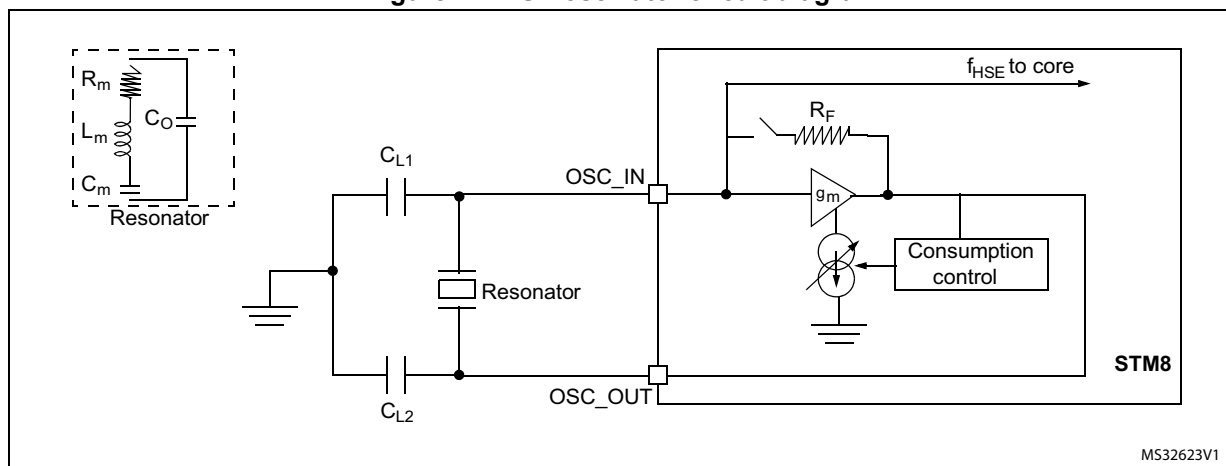 R_m
L_m
C_O
C_m
Resonator
C_L1
C_L2
Resonator
OSC_IN
OSC_OUT
f_HSE to core
R_F
g_m
Consumption
control
STM8
MS32623V1